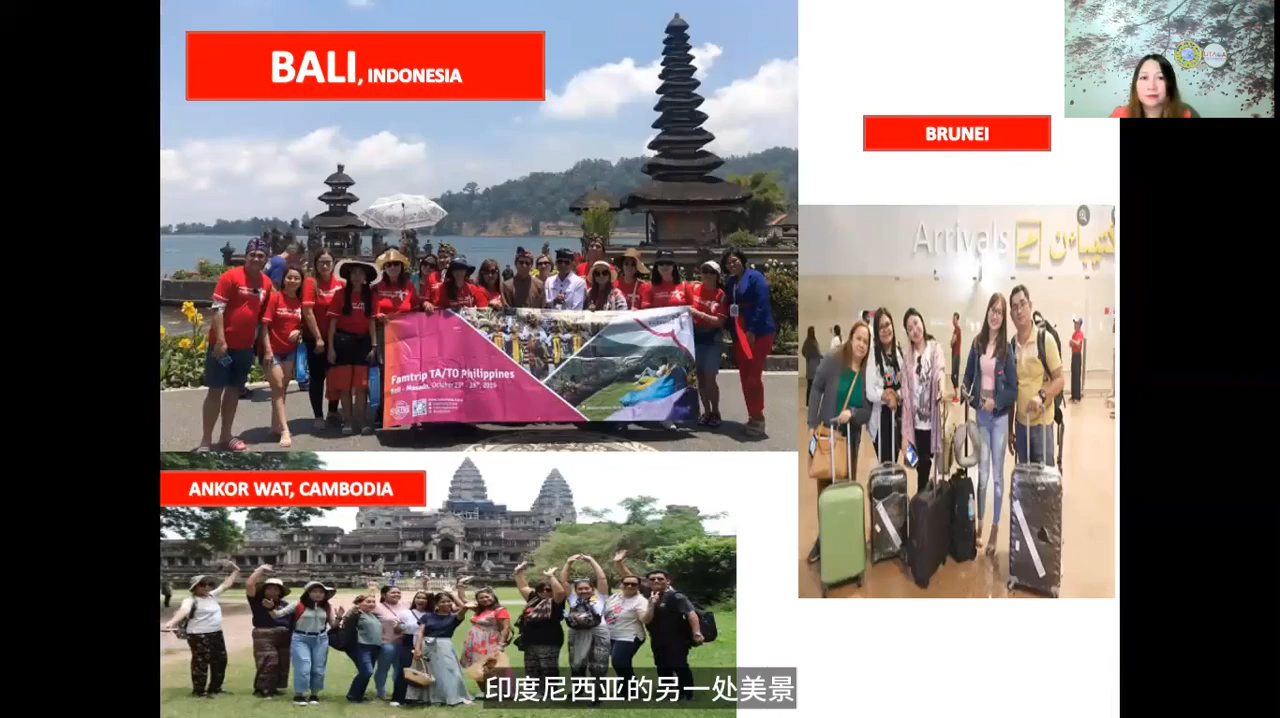 BALI, INDONESIA
BRUNEI
Arrivals
Famtrip TA/TO Philippines
ANKOR WAT, CAMBODIA
印度尼西亚的另一处美景